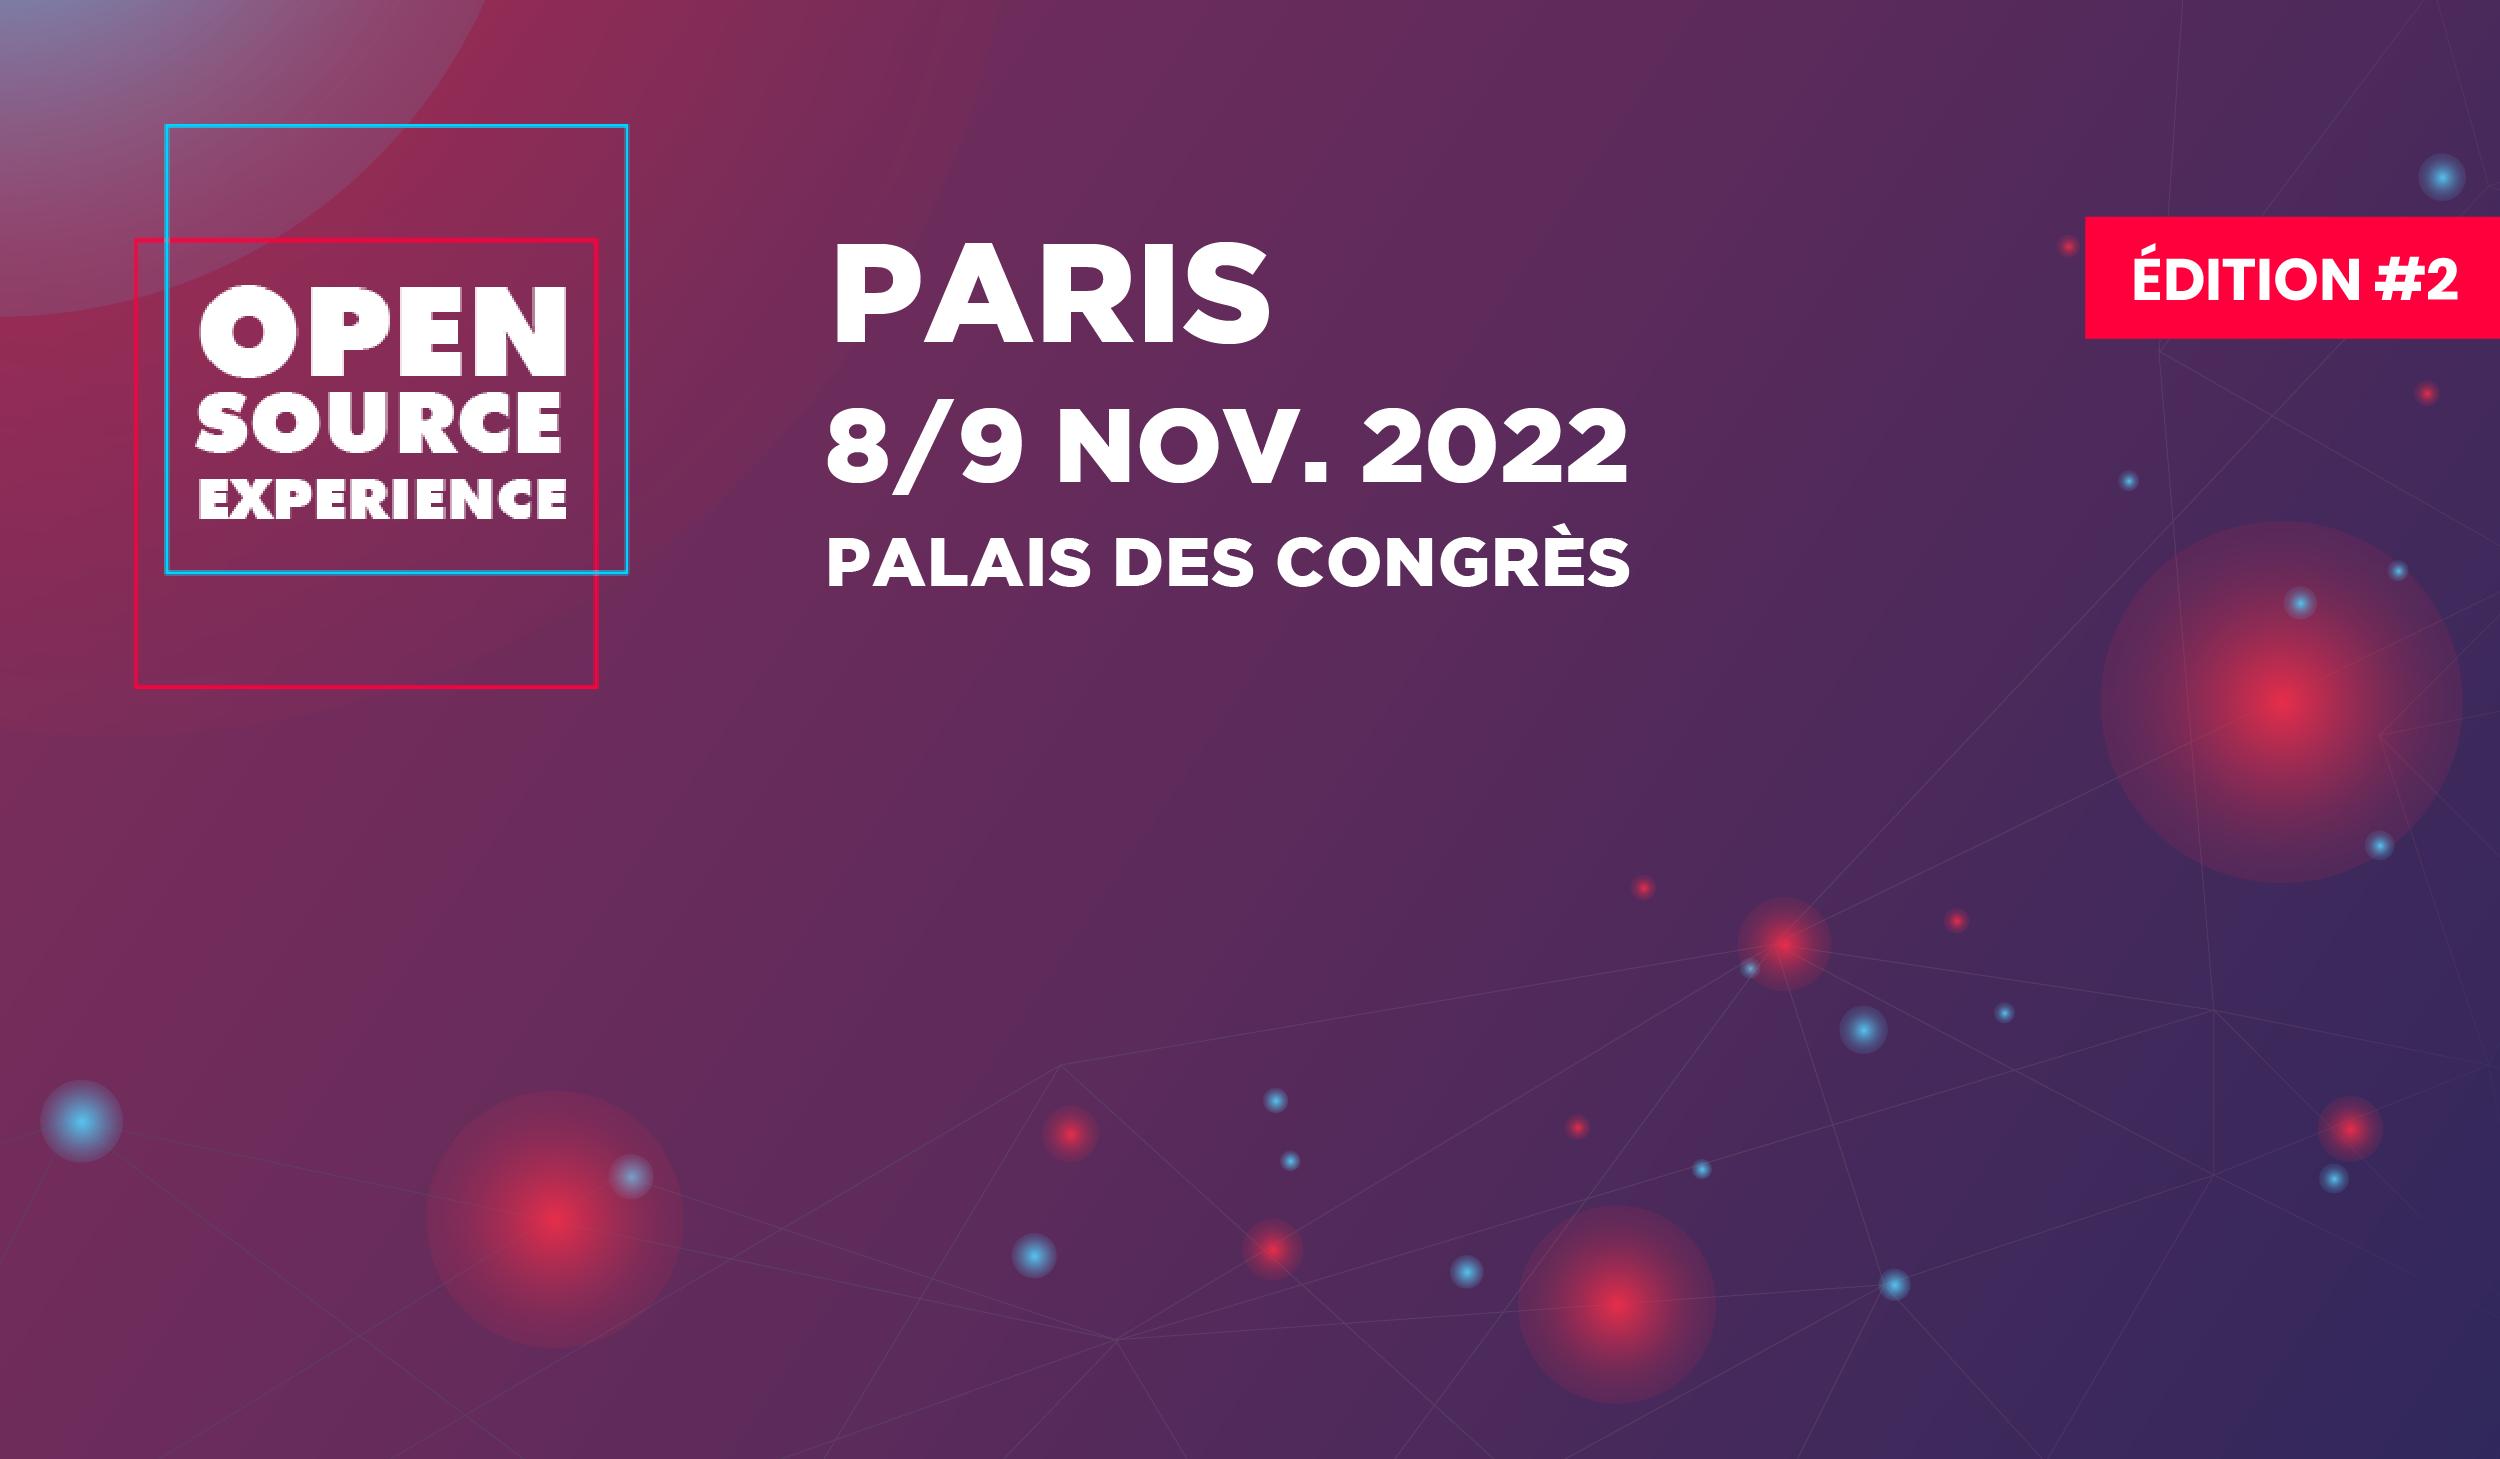 OPEN
SOURCE
EXPERIENCE
PARIS
8/9 NOV. 2022
PALAIS DES CONGRÈS
ÉDITION #2